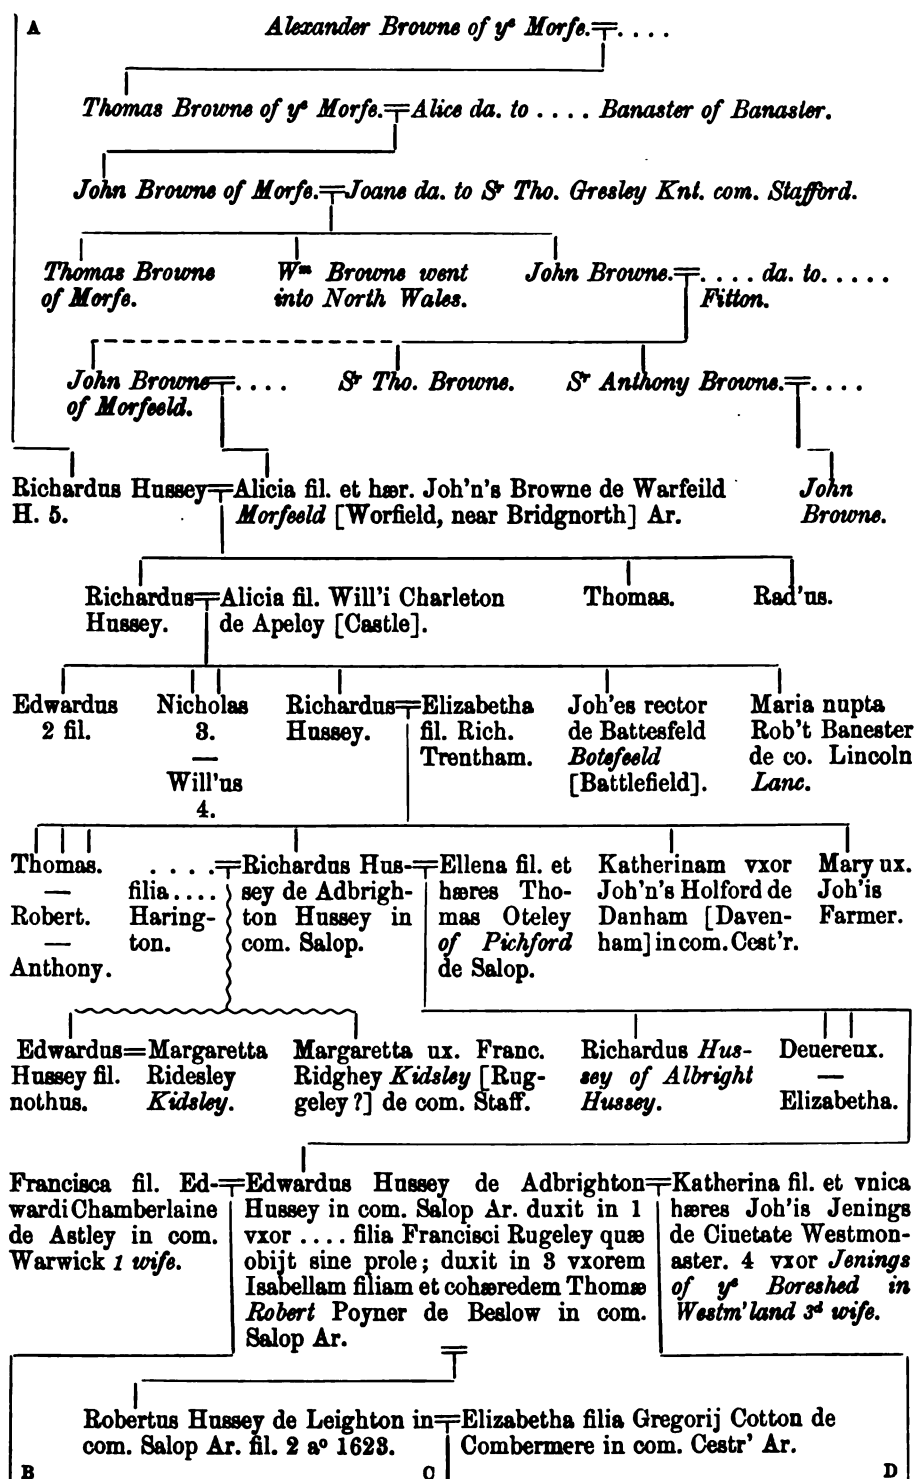 A
Alexander Browne of yᵉ Morfe. . . . .
Thomas Browne of yᵉ Morfe. Alice da. to . . . . Banaster of Banaster.
John Browne of Morfe. Joane da. to Sʳ Tho. Gresley Knt. com. Stafford.
Thomas Browne
of Morfe.
Wᵐ Browne went
into North Wales.
John Browne. . . . . da. to. . . . .
Fitton.
John Browne . . . .
of Morfeeld.
Sʳ Tho. Browne.
Sʳ Anthony Browne. . . . .
Richardus Hussey
H. 5.
Alicia fil. et hær. Joh'n's Browne de Warfeild
Morfeeld [Worfield, near Bridgnorth] Ar.
John
Browne.
Richardus
Hussey.
Alicia fil. Will'i Charleton
de Apeley [Castle].
Thomas.
Rad'us.
Edwardus
2 fil.
Nicholas
3.
—
Will'us
4.
Richardus
Hussey.
Elizabetha
fil. Rich.
Trentham.
Joh'es rector
de Battesfeld
Botefeeld
[Battlefield].
Maria nupta
Rob't Banester
de co. Lincoln
Lanc.
Thomas.
—
Robert.
—
Anthony.
. . . .
filia . . . .
Haring-
ton.
Richardus Hus-
sey de Adbrigh-
ton Hussey in
com. Salop.
Ellena fil. et
hæres Tho-
mas Oteley
of Pichford
de Salop.
Katherinam vxor
Joh'n's Holford de
Danham [Daven-
ham] in com. Cest'r.
Mary ux.
Joh'is
Farmer.
Edwardus
Hussey fil.
nothus.
Margaretta
Ridesley
Kidsley.
Margaretta ux. Franc.
Ridghey Kidsley [Rug-
geley ?] de com. Staff.
Richardus Hus-
sey of Albright
Hussey.
Deuereux.
—
Elizabetha.
Francisca fil. Ed-
wardi Chamberlaine
de Astley in com.
Warwick 1 wife.
Edwardus Hussey de Adbrighton
Hussey in com. Salop Ar. duxit in 1
vxor . . . . filia Francisci Rugeley quæ
obijt sine prole; duxit in 3 vxorem
Isabellam filiam et cohæredem Thomæ
Robert Poyner de Beslow in com.
Salop Ar.
Katherina fil. et vnica
hæres Joh'is Jenings
de Ciuetate Westmon-
aster. 4 vxor Jenings
of yᵉ Boreshed in
Westm'land 3ᵈ wife.
Robertus Hussey de Leighton in
com. Salop Ar. fil. 2 aᵒ 1623.
Elizabetha filia Gregorij Cotton de
Combermere in com. Cestr' Ar.
B
C
D